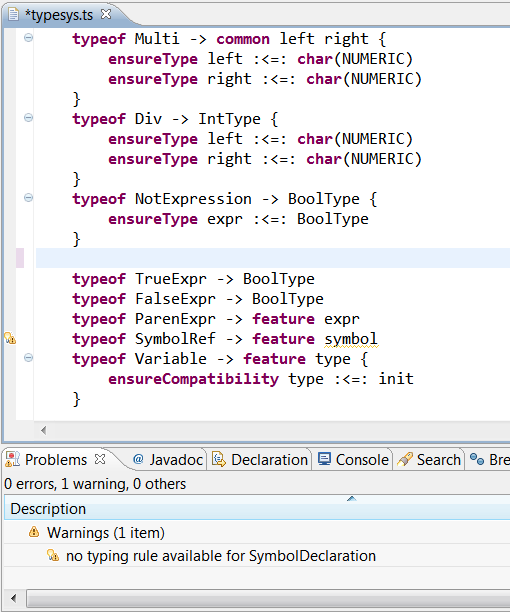 *typesys.ts
typeof Multi -> common left right {
ensureType left :<=: char(NUMERIC)
ensureType right :<=: char(NUMERIC)
}
typeof Div -> IntType {
ensureType left :<=: char(NUMERIC)
ensureType right :<=: char(NUMERIC)
}
typeof NotExpression -> BoolType {
ensureType expr :<=: BoolType
}
typeof TrueExpr -> BoolType
typeof FalseExpr -> BoolType
typeof ParenExpr -> feature expr
typeof SymbolRef -> feature symbol
typeof Variable -> feature type {
ensureCompatibility type :<=: init
}
Problems @ Javadoc Declaration Console Search Bre
0 errors, 1 warning, 0 others
Description
Warnings (1 item)
no typing rule available for SymbolDeclaration